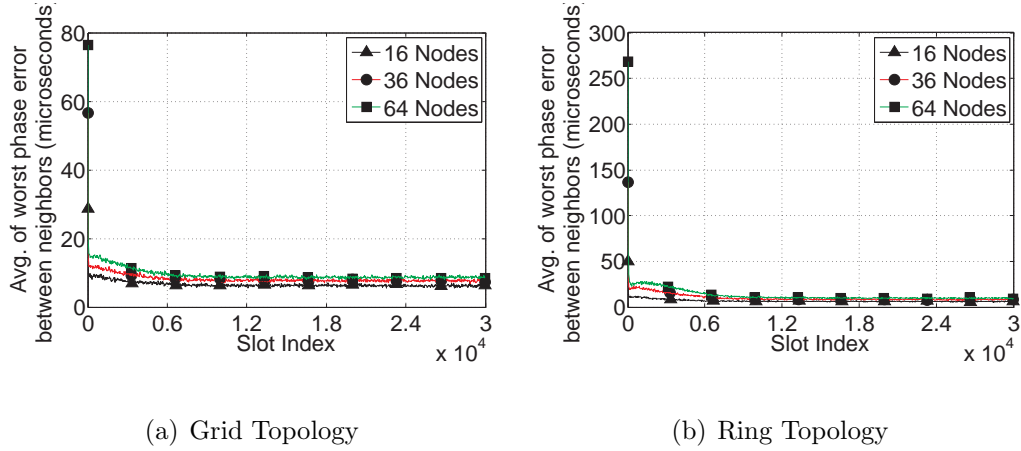 Avg. of worst phase error
between neighbors (microseconds)
80
60
40
20
0
0
0.6
1.2
1.8
2.4
3
x 10^4
Slot Index
16 Nodes
36 Nodes
64 Nodes
(a) Grid Topology
Avg. of worst phase error
between neighbors (microseconds)
300
250
200
150
100
50
0
0
0.6
1.2
1.8
2.4
3
x 10^4
Slot Index
16 Nodes
36 Nodes
64 Nodes
(b) Ring Topology